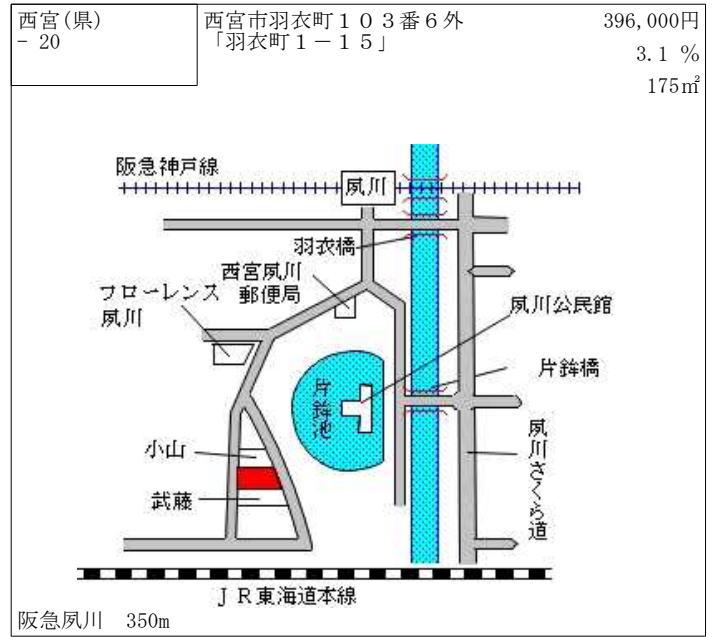 西宮(県)
- 20
西宮市羽衣町１０３番６外
「羽衣町１－１５」
396,000円
3.1 %
175㎡
阪急神戸線
夙川
羽衣橋
西宮夙川
郵便局
フローレンス
夙川
夙川公民館
片鉾橋
片鉾池
小山
武藤
夙川さくら道
ＪＲ東海道本線
阪急夙川　350m